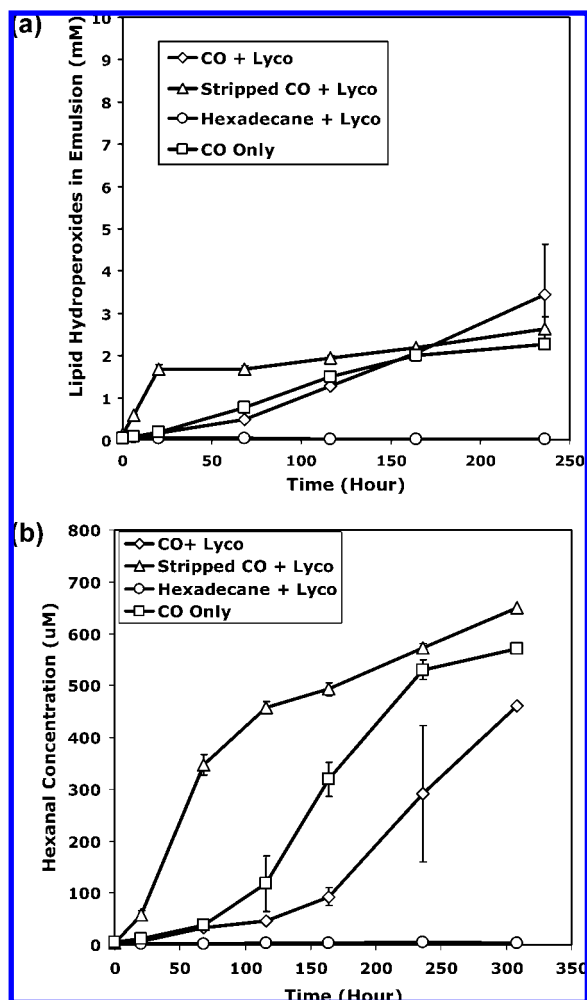 (a)
Lipid Hydroperoxides in Emulsion (mM)
10
9
8
7
6
5
4
3
2
1
0
CO + Lyco
Stripped CO + Lyco
Hexadecane + Lyco
CO Only
0 50 100 150 200 250
Time (Hour)
(b)
Hexanal Concentration (uM)
800
700
600
500
400
300
200
100
0
CO+ Lyco
Stripped CO + Lyco
Hexadecane + Lyco
CO Only
0 50 100 150 200 250 300 350
Time (Hour)